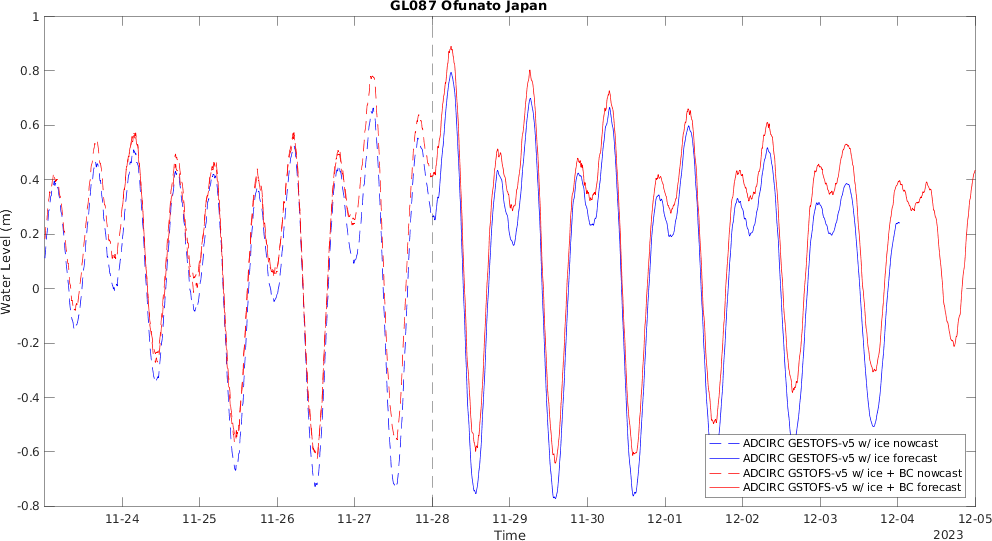 GL087 Ofunato Japan
1
0.8
0.6
0.4
0.2
0
-0.2
-0.4
-0.6
-0.8
Water Level (m)
ADCIRC GESTOFS-v5 w/ ice nowcast
ADCIRC GESTOFS-v5 w/ ice forecast
ADCIRC GSTOFS-v5 w/ ice + BC nowcast
ADCIRC GSTOFS-v5 w/ ice + BC forecast
11-24 11-25 11-26 11-27 11-28 11-29 11-30 12-01 12-02 12-03 12-04 12-05
Time
2023